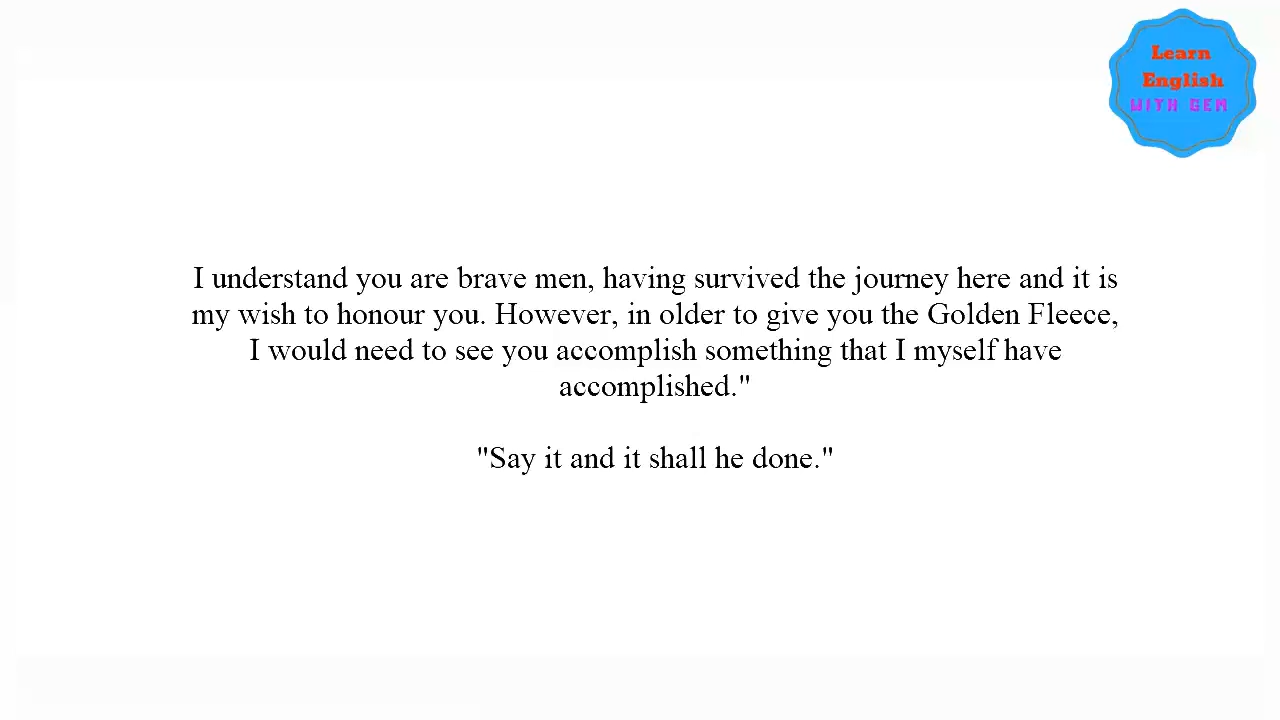 Learn
English
WITH GEM
I understand you are brave men, having survived the journey here and it is
my wish to honour you. However, in older to give you the Golden Fleece,
I would need to see you accomplish something that I myself have
accomplished."
"Say it and it shall he done."